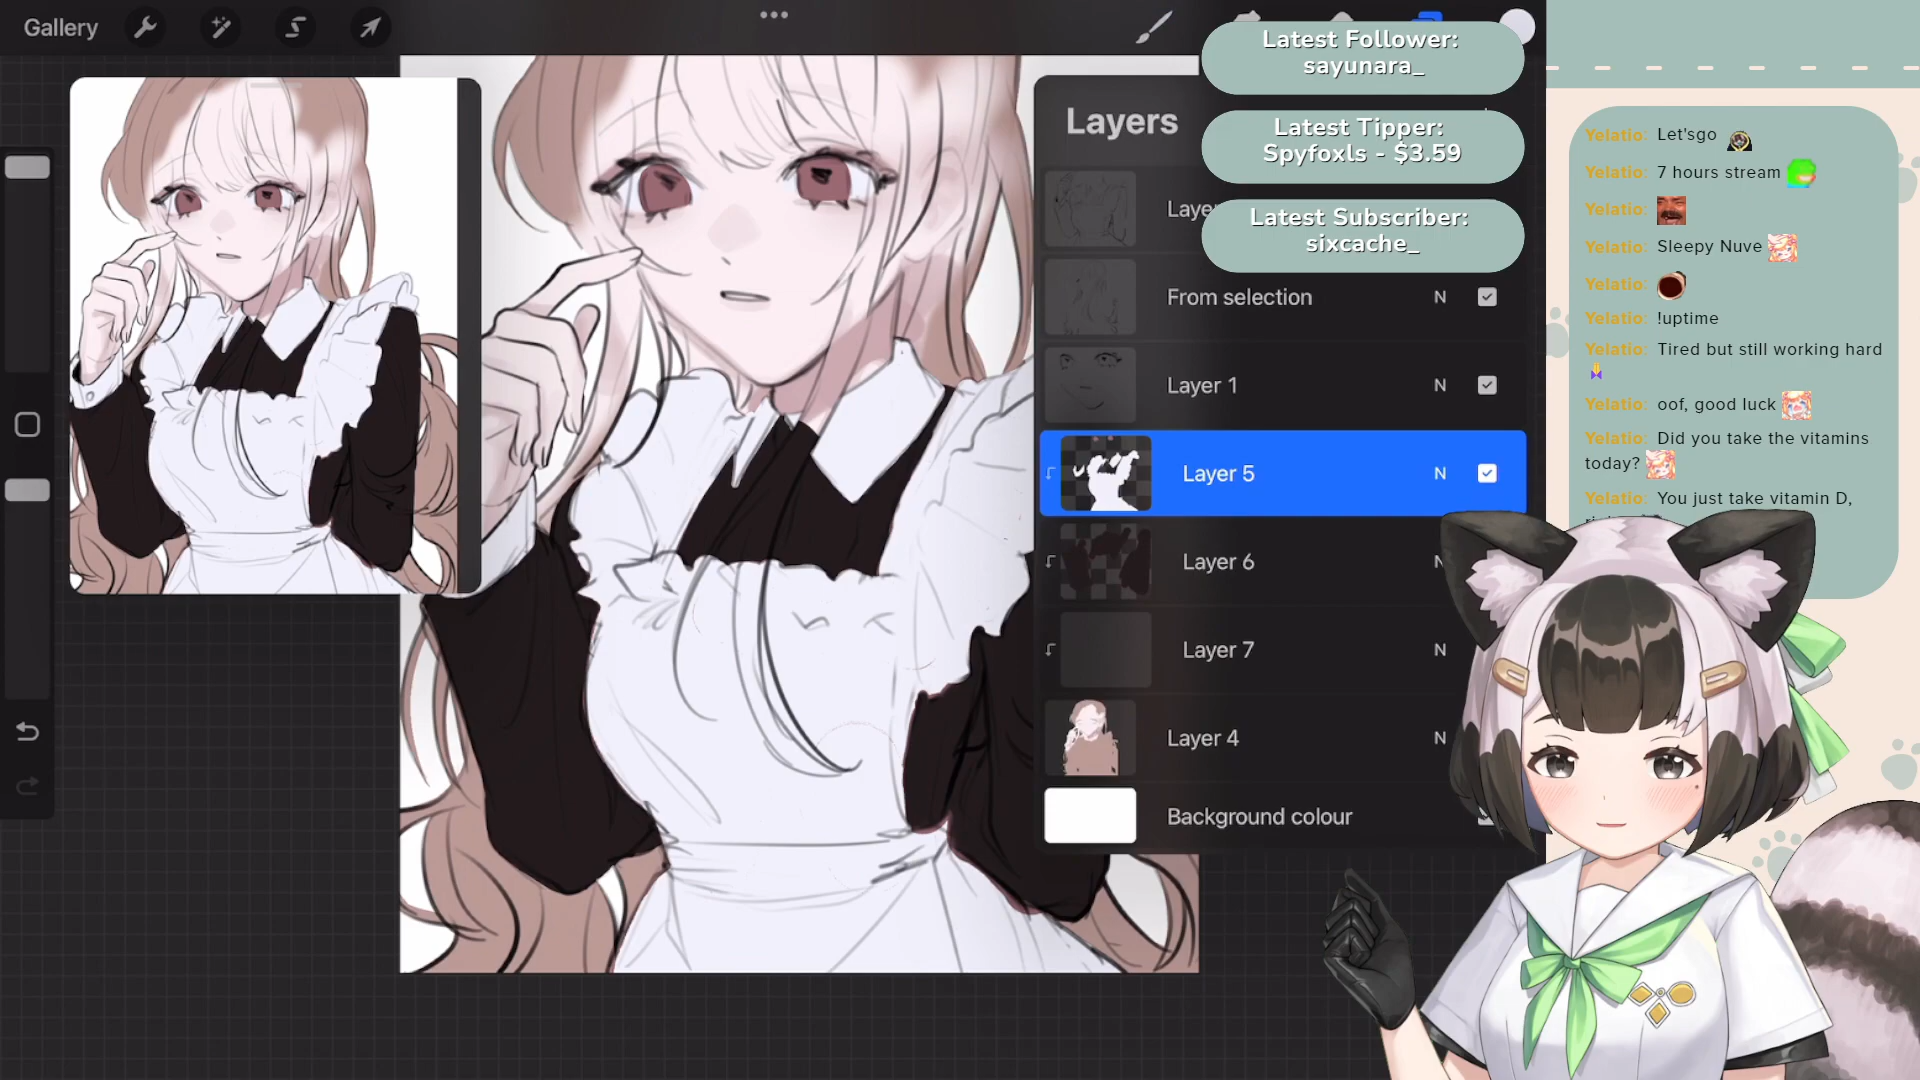 Gallery
Latest Follower:
sayunara_
Latest Tipper:
Spyfoxls - $3.59
Latest Subscriber:
sixcache_
Layers
From selection N
Layer 1 N
Layer 5 N
Layer 6
Layer 7 N
Layer 4 N
Background colour
Yelatio: Let'sgo
Yelatio: 7 hours stream
Yelatio:
Yelatio: Sleepy Nuve
Yelatio:
Yelatio: !uptime
Yelatio: Tired but still working hard
Yelatio: oof, good luck
Yelatio: Did you take the vitamins
today?
Yelatio: You just take vitamin D,